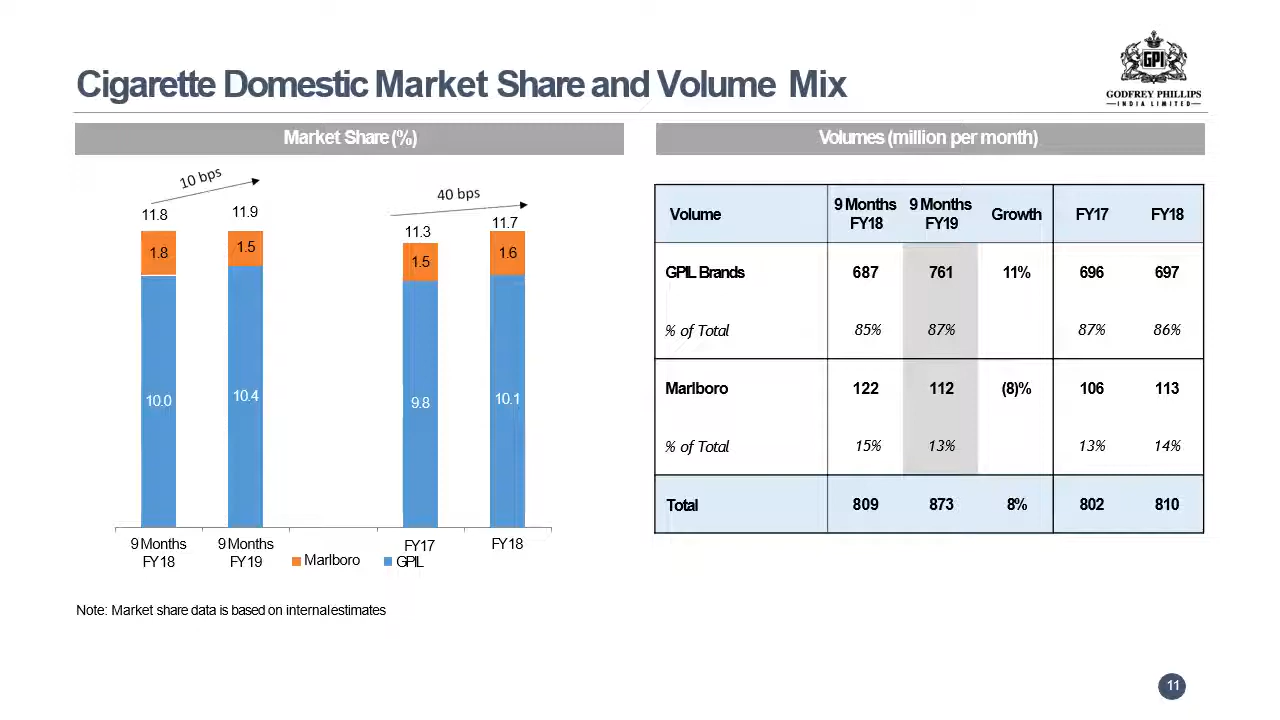 GPI
GODFREY PHILLIPS
INDIA LIMITED
Cigarette Domestic Market Share and Volume Mix
Market Share (%)
10 bps
40 bps
11.8 11.9 11.3 11.7
1.8 1.5 1.5 1.6
10.0 10.4 9.8 10.1
9 Months 9 Months FY17 FY18
FY18 FY19
Marlboro GPIL
Note: Market share data is based on internal estimates
Volumes (million per month)
Volume 9 Months FY18 9 Months FY19 Growth FY17 FY18
GPIL Brands 687 761 11% 696 697
% of Total 85% 87% 87% 86%
Marlboro 122 112 (8)% 106 113
% of Total 15% 13% 13% 14%
Total 809 873 8% 802 810
11